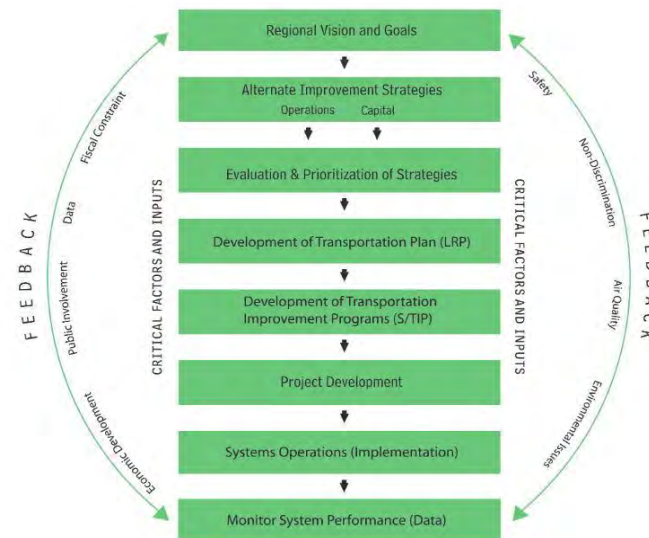 Regional Vision and Goals
Alternate Improvement Strategies
Operations Capital
Evaluation & Prioritization of Strategies
Development of Transportation Plan (LRP)
Development of Transportation
Improvement Programs (S/TIP)
Project Development
Systems Operations (Implementation)
Monitor System Performance (Data)
FEEDBACK
Fiscal Constraint
Data
Public Involvement
Economic Development
CRITICAL FACTORS AND INPUTS
CRITICAL FACTORS AND INPUTS
Safety
Non-Discrimination
Air Quality
Environmental Issues
FEEDBACK